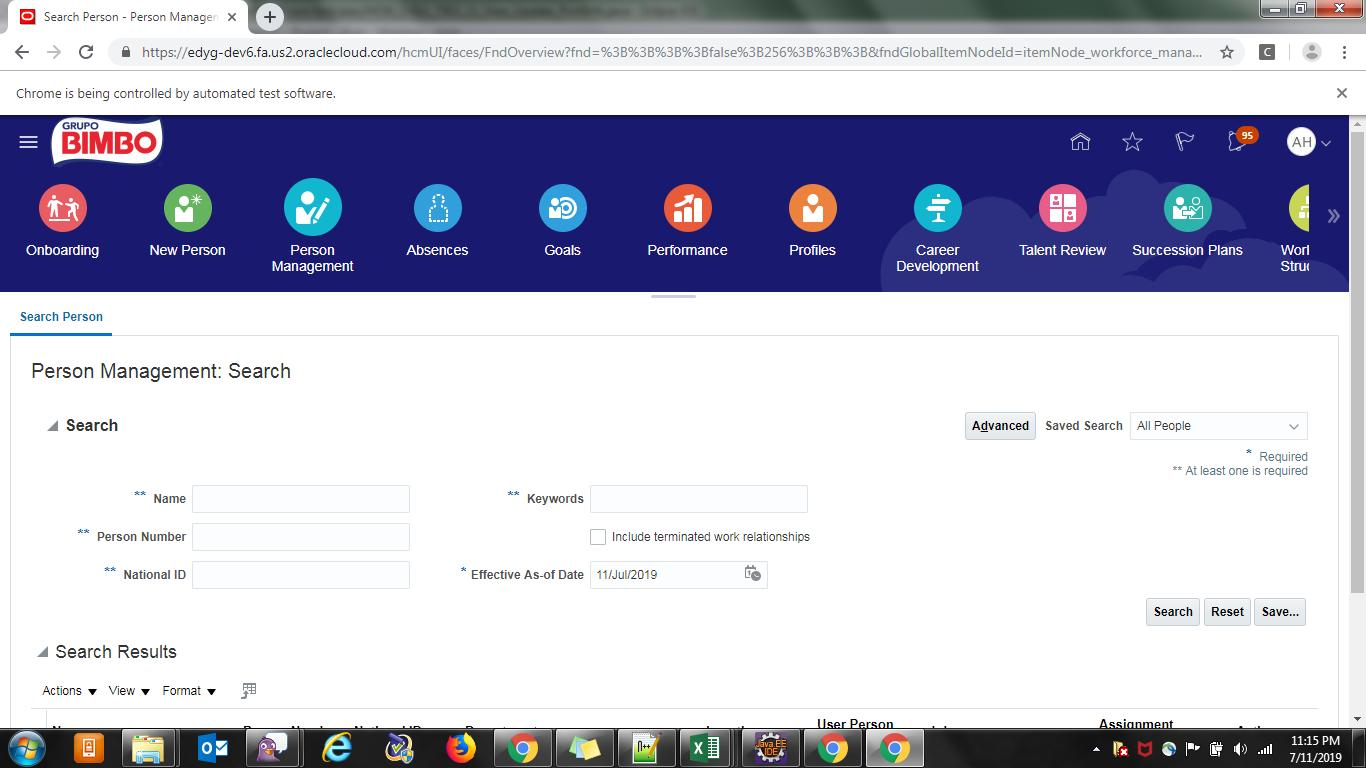 Search Person - Person Managen
https://edyg-dev6.fa.us2.oraclecloud.com/hcmUI/faces/FndOverview?fnd=%3B%3B%3B%3Bfalse%3B256%3B%3B%3B&fndGlobalItemNodeId=itemNode_workforce_mana...
C
Chrome is being controlled by automated test software.
GRUPO
BIMBO
95
AH
Onboarding
New Person
Person
Management
Absences
Goals
Performance
Profiles
Career
Development
Talent Review
Succession Plans
Search Person
Person Management: Search
Search
Advanced
Saved Search
All People
* Required
** At least one is required
** Name
** Keywords
** Person Number
Include terminated work relationships
** National ID
* Effective As-of Date
11/Jul/2019
Search
Reset
Save...
Search Results
Actions
View
Format
User Person
Assignment
Java EE
IDE
11:15 PM
7/11/2019